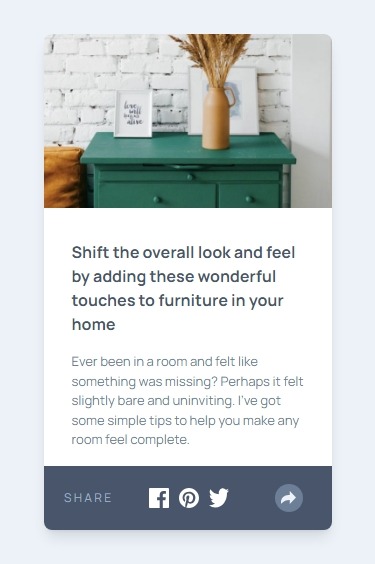 Shift the overall look and feel
by adding these wonderful
touches to furniture in your
home
Ever been in a room and felt like
something was missing? Perhaps it felt
slightly bare and uninviting. I've got
some simple tips to help you make any
room feel complete.
SHARE